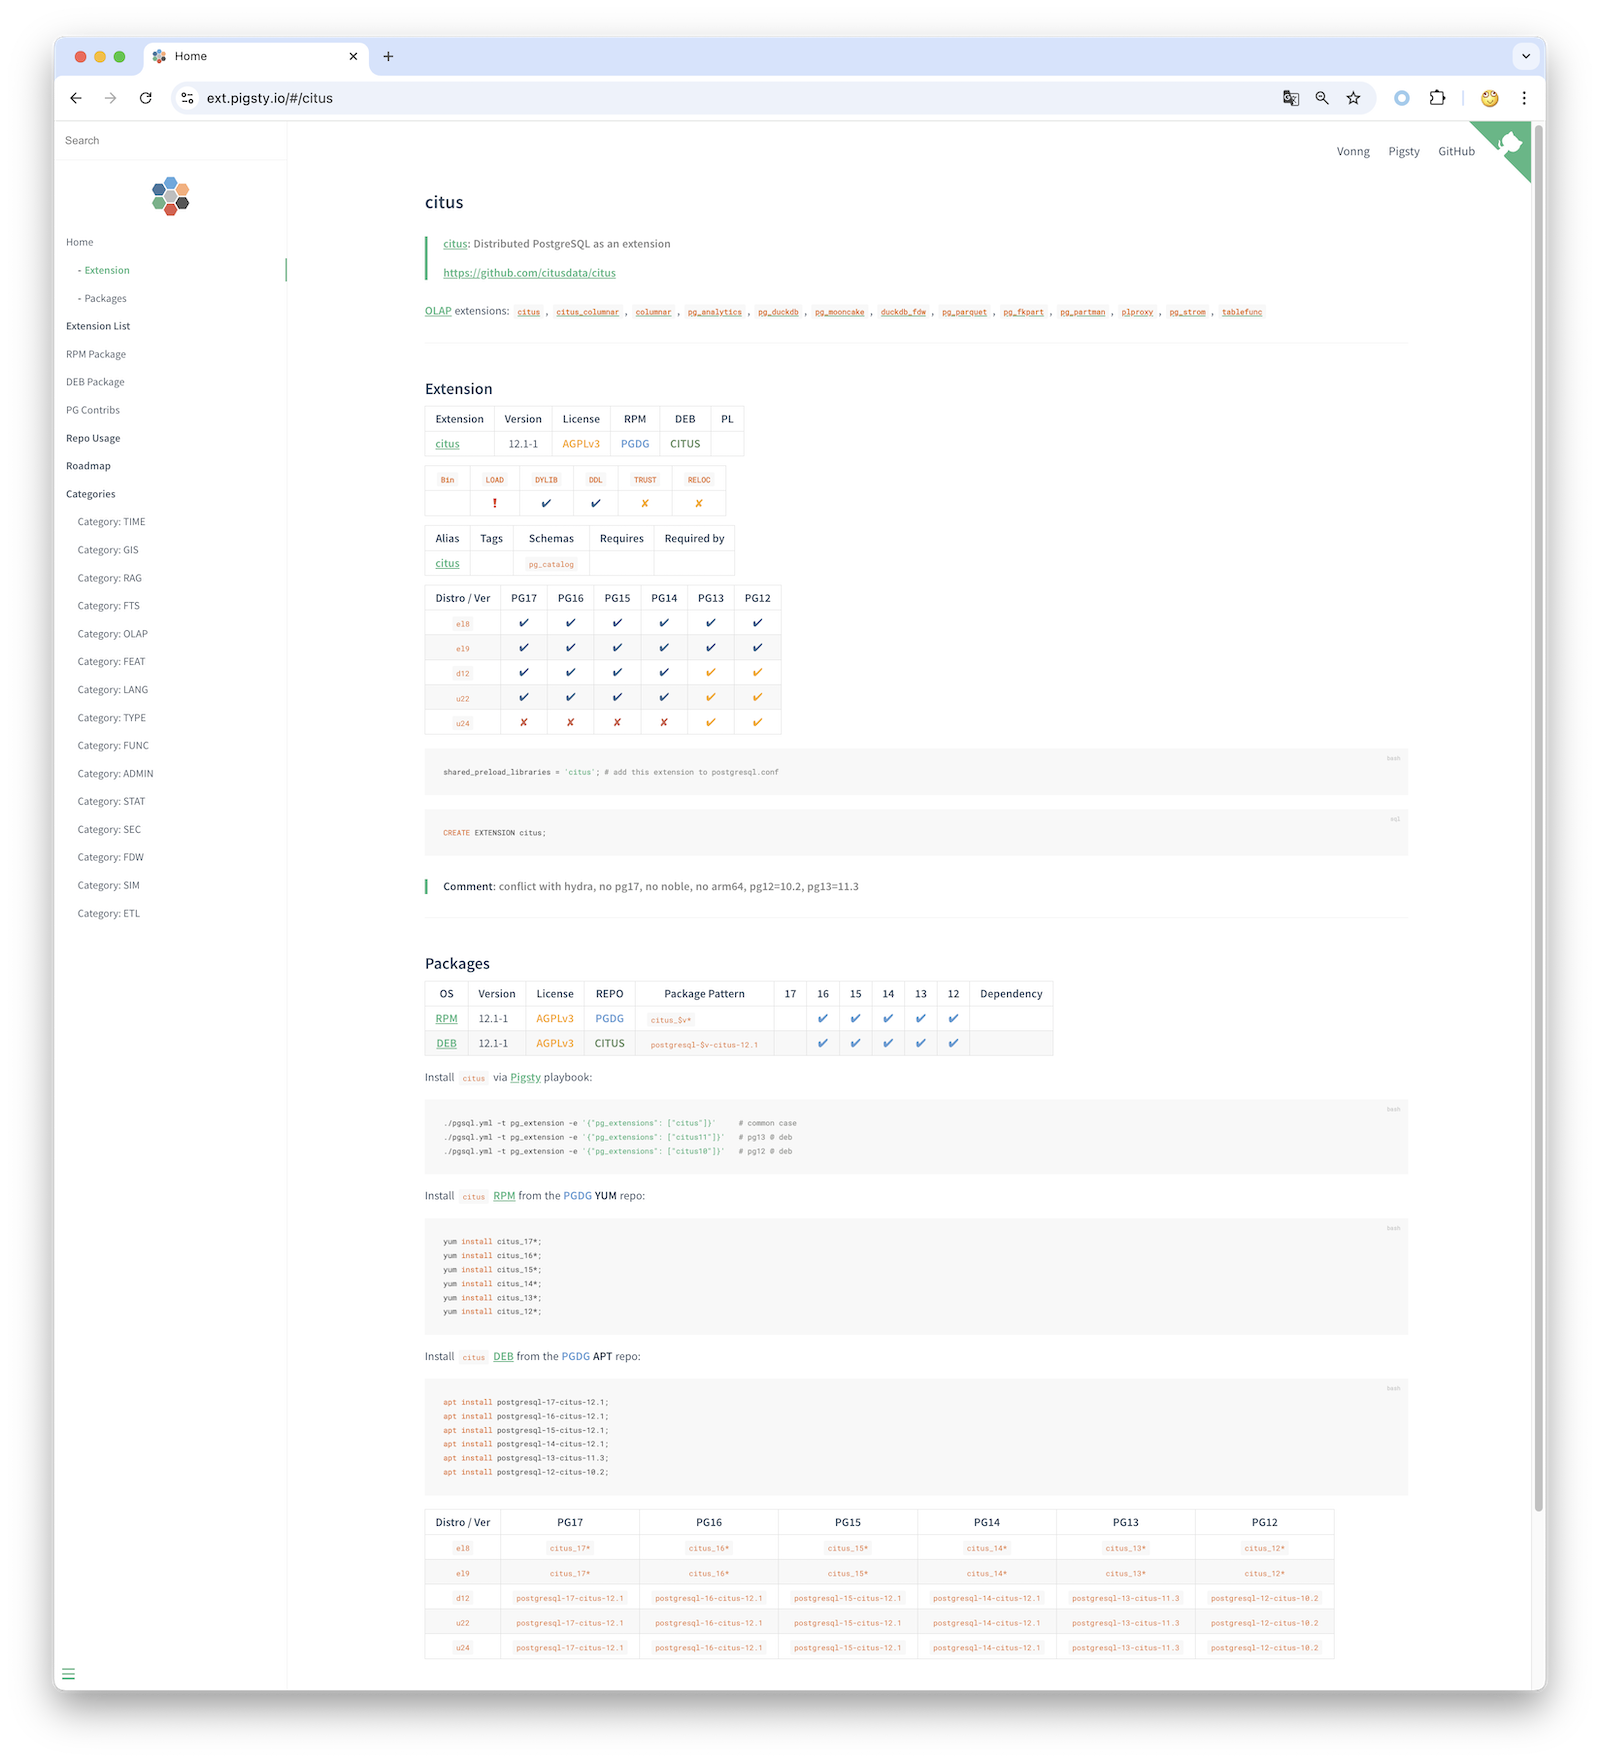 Home
ext.pigsty.io/#/citus
Search
Vonng Pigsty GitHub
Home
- Extension
- Packages
Extension List
RPM Package
DEB Package
PG Contribs
Repo Usage
Roadmap
Categories
Category: TIME
Category: GIS
Category: RAG
Category: FTS
Category: OLAP
Category: FEAT
Category: LANG
Category: TYPE
Category: FUNC
Category: ADMIN
Category: STAT
Category: SEC
Category: FDW
Category: SIM
Category: ETL
citus
citus: Distributed PostgreSQL as an extension
https://github.com/citusdata/citus
OLAP extensions: citus , citus_columnar , columnar , pg_analytics , pg_duckdb , pg_mooncake , duckdb_fdw , pg_parquet , pg_fkpart , pg_partman , plproxy , pg_strom , tablefunc
Extension
Extension Version License RPM DEB PL
citus 12.1-1 AGPLv3 PGDG CITUS
Bin LOAD DYLIB DDL TRUST RELOC
❗ ✔ ✔ ✘ ✘
Alias Tags Schemas Requires Required by
citus pg_catalog
Distro / Ver PG17 PG16 PG15 PG14 PG13 PG12
el8 ✔ ✔ ✔ ✔ ✔ ✔
el9 ✔ ✔ ✔ ✔ ✔ ✔
d12 ✔ ✔ ✔ ✔ ✔ ✔
u22 ✔ ✔ ✔ ✔ ✔ ✔
u24 ✘ ✘ ✘ ✘ ✔ ✔
bash
shared_preload_libraries = 'citus'; # add this extension to postgresql.conf
sql
CREATE EXTENSION citus;
Comment: conflict with hydra, no pg17, no noble, no arm64, pg12=10.2, pg13=11.3
Packages
OS Version License REPO Package Pattern 17 16 15 14 13 12 Dependency
RPM 12.1-1 AGPLv3 PGDG citus_$v* ✔ ✔ ✔ ✔ ✔
DEB 12.1-1 AGPLv3 CITUS postgresql-$v-citus-12.1 ✔ ✔ ✔ ✔ ✔
Install citus via Pigsty playbook:
bash
./pgsql.yml -t pg_extension -e '{"pg_extensions": ["citus"]}' # common case
./pgsql.yml -t pg_extension -e '{"pg_extensions": ["citus11"]}' # pg13 @ deb
./pgsql.yml -t pg_extension -e '{"pg_extensions": ["citus10"]}' # pg12 @ deb
Install citus RPM from the PGDG YUM repo:
bash
yum install citus_17*;
yum install citus_16*;
yum install citus_15*;
yum install citus_14*;
yum install citus_13*;
yum install citus_12*;
Install citus DEB from the PGDG APT repo:
bash
apt install postgresql-17-citus-12.1;
apt install postgresql-16-citus-12.1;
apt install postgresql-15-citus-12.1;
apt install postgresql-14-citus-12.1;
apt install postgresql-13-citus-11.3;
apt install postgresql-12-citus-10.2;
Distro / Ver PG17 PG16 PG15 PG14 PG13 PG12
el8 citus_17* citus_16* citus_15* citus_14* citus_13* citus_12*
el9 citus_17* citus_16* citus_15* citus_14* citus_13* citus_12*
d12 postgresql-17-citus-12.1 postgresql-16-citus-12.1 postgresql-15-citus-12.1 postgresql-14-citus-12.1 postgresql-13-citus-11.3 postgresql-12-citus-10.2
u22 postgresql-17-citus-12.1 postgresql-16-citus-12.1 postgresql-15-citus-12.1 postgresql-14-citus-12.1 postgresql-13-citus-11.3 postgresql-12-citus-10.2
u24 postgresql-17-citus-12.1 postgresql-16-citus-12.1 postgresql-15-citus-12.1 postgresql-14-citus-12.1 postgresql-13-citus-11.3 postgresql-12-citus-10.2